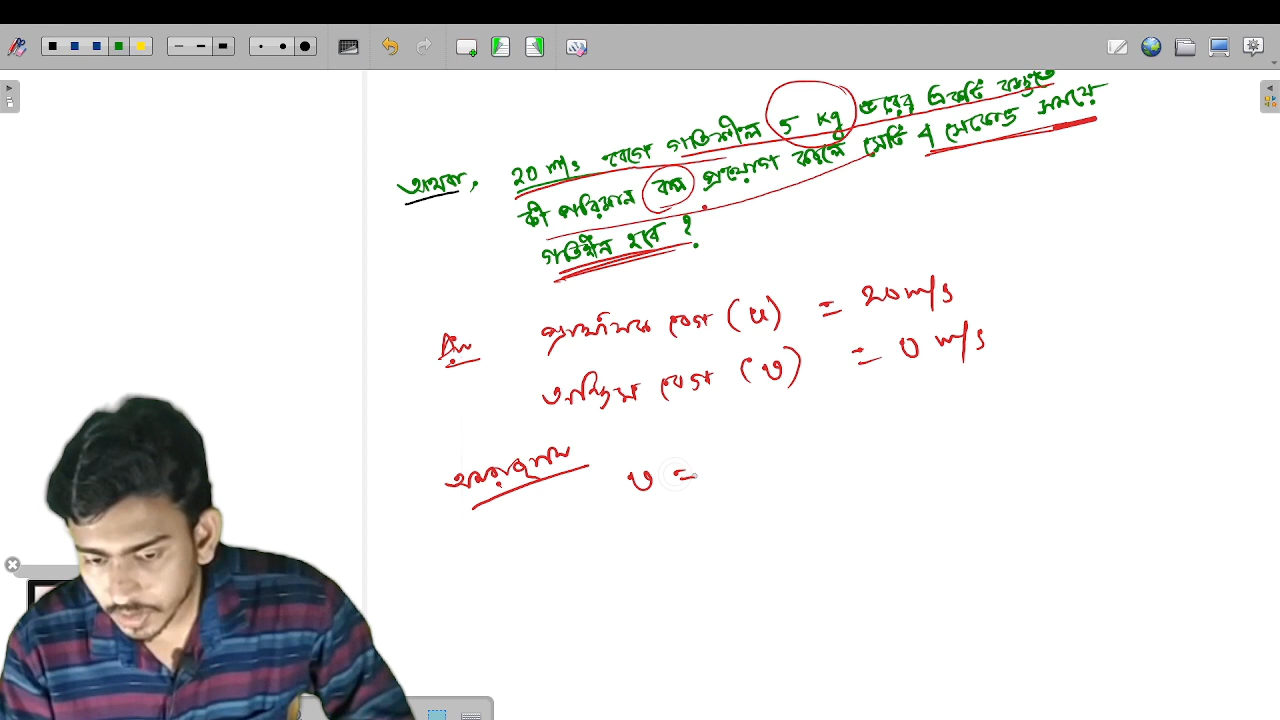 অথবা, 20 m/s বেগে গতিশীল 5 Kg ভরের একটি বস্তুতে
কী পরিমান বল প্রয়োগ করলে সেটি 4 সেকেন্ড সময়ে
গতিহীন হবে ?
প্রাথমিক বেগ (u) = 20 m/s
অন্তিম বেগ (v) = 0 m/s
আমরা জানি v =